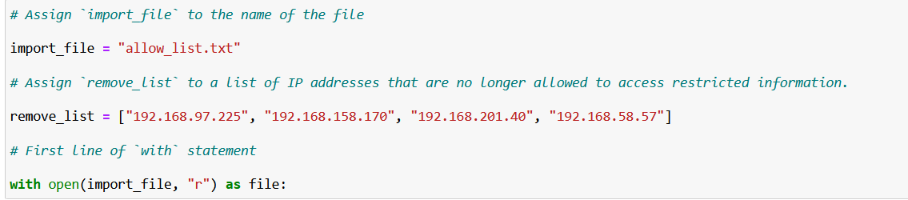 # Assign `import_file` to the name of the file
import_file = "allow_list.txt"
# Assign `remove_list` to a list of IP addresses that are no longer allowed to access restricted information.
remove_list = ["192.168.97.225", "192.168.158.170", "192.168.201.40", "192.168.58.57"]
# First line of `with` statement
with open(import_file, "r") as file: